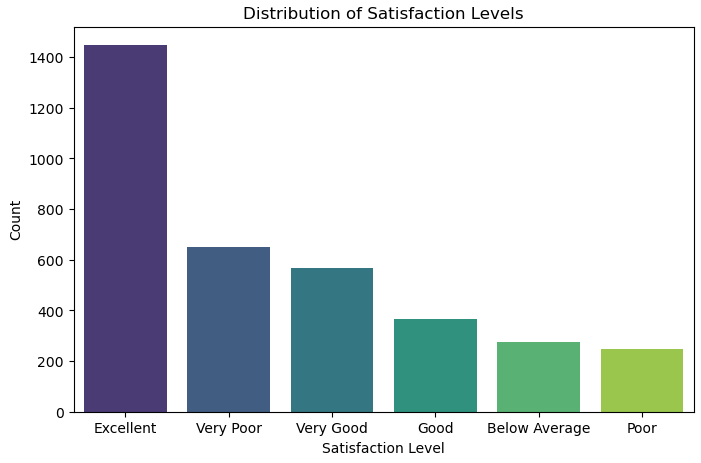 Distribution of Satisfaction Levels
Count
1400
1200
1000
800
600
400
200
0
Excellent Very Poor Very Good Good Below Average Poor
Satisfaction Level